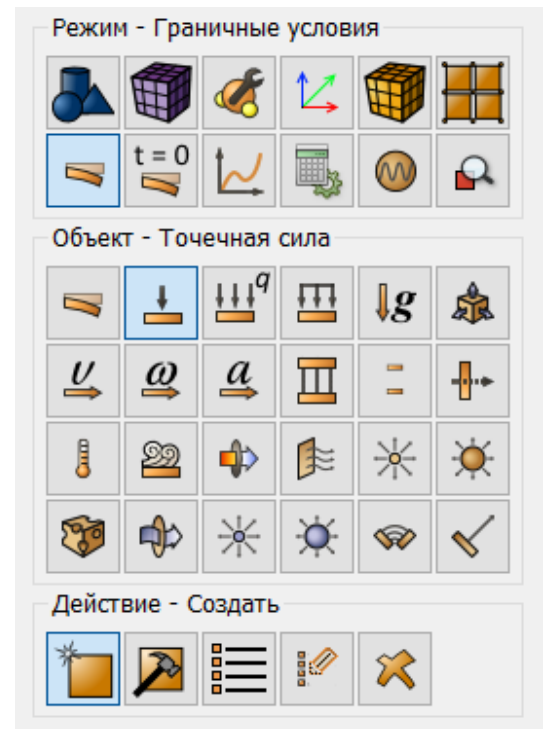 Режим - Граничные условия
t = 0
Объект - Точечная сила
q
g
υ ω a
Действие - Создать